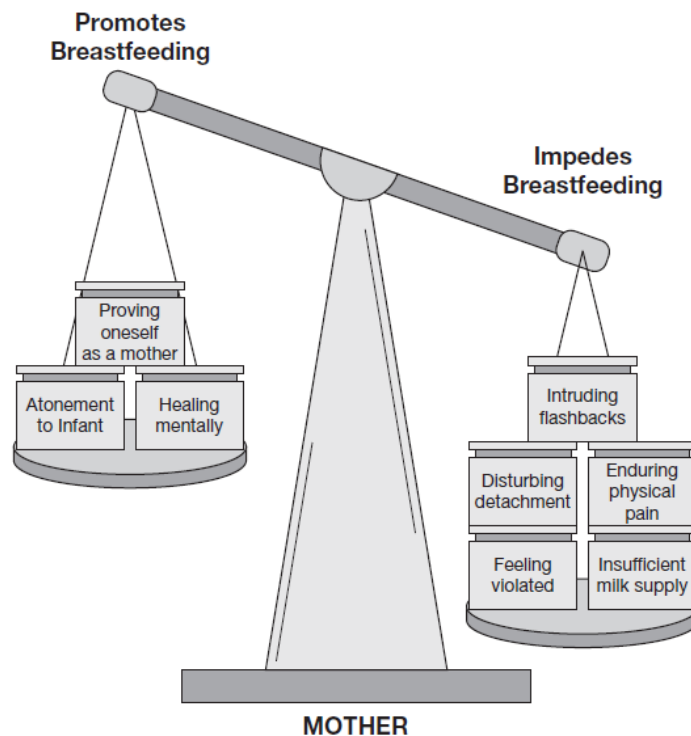 Promotes
Breastfeeding
Impedes
Breastfeeding
Proving
oneself
as a mother
Atonement
to Infant
Healing
mentally
Intruding
flashbacks
Disturbing
detachment
Enduring
physical
pain
Feeling
violated
Insufficient
milk supply
MOTHER